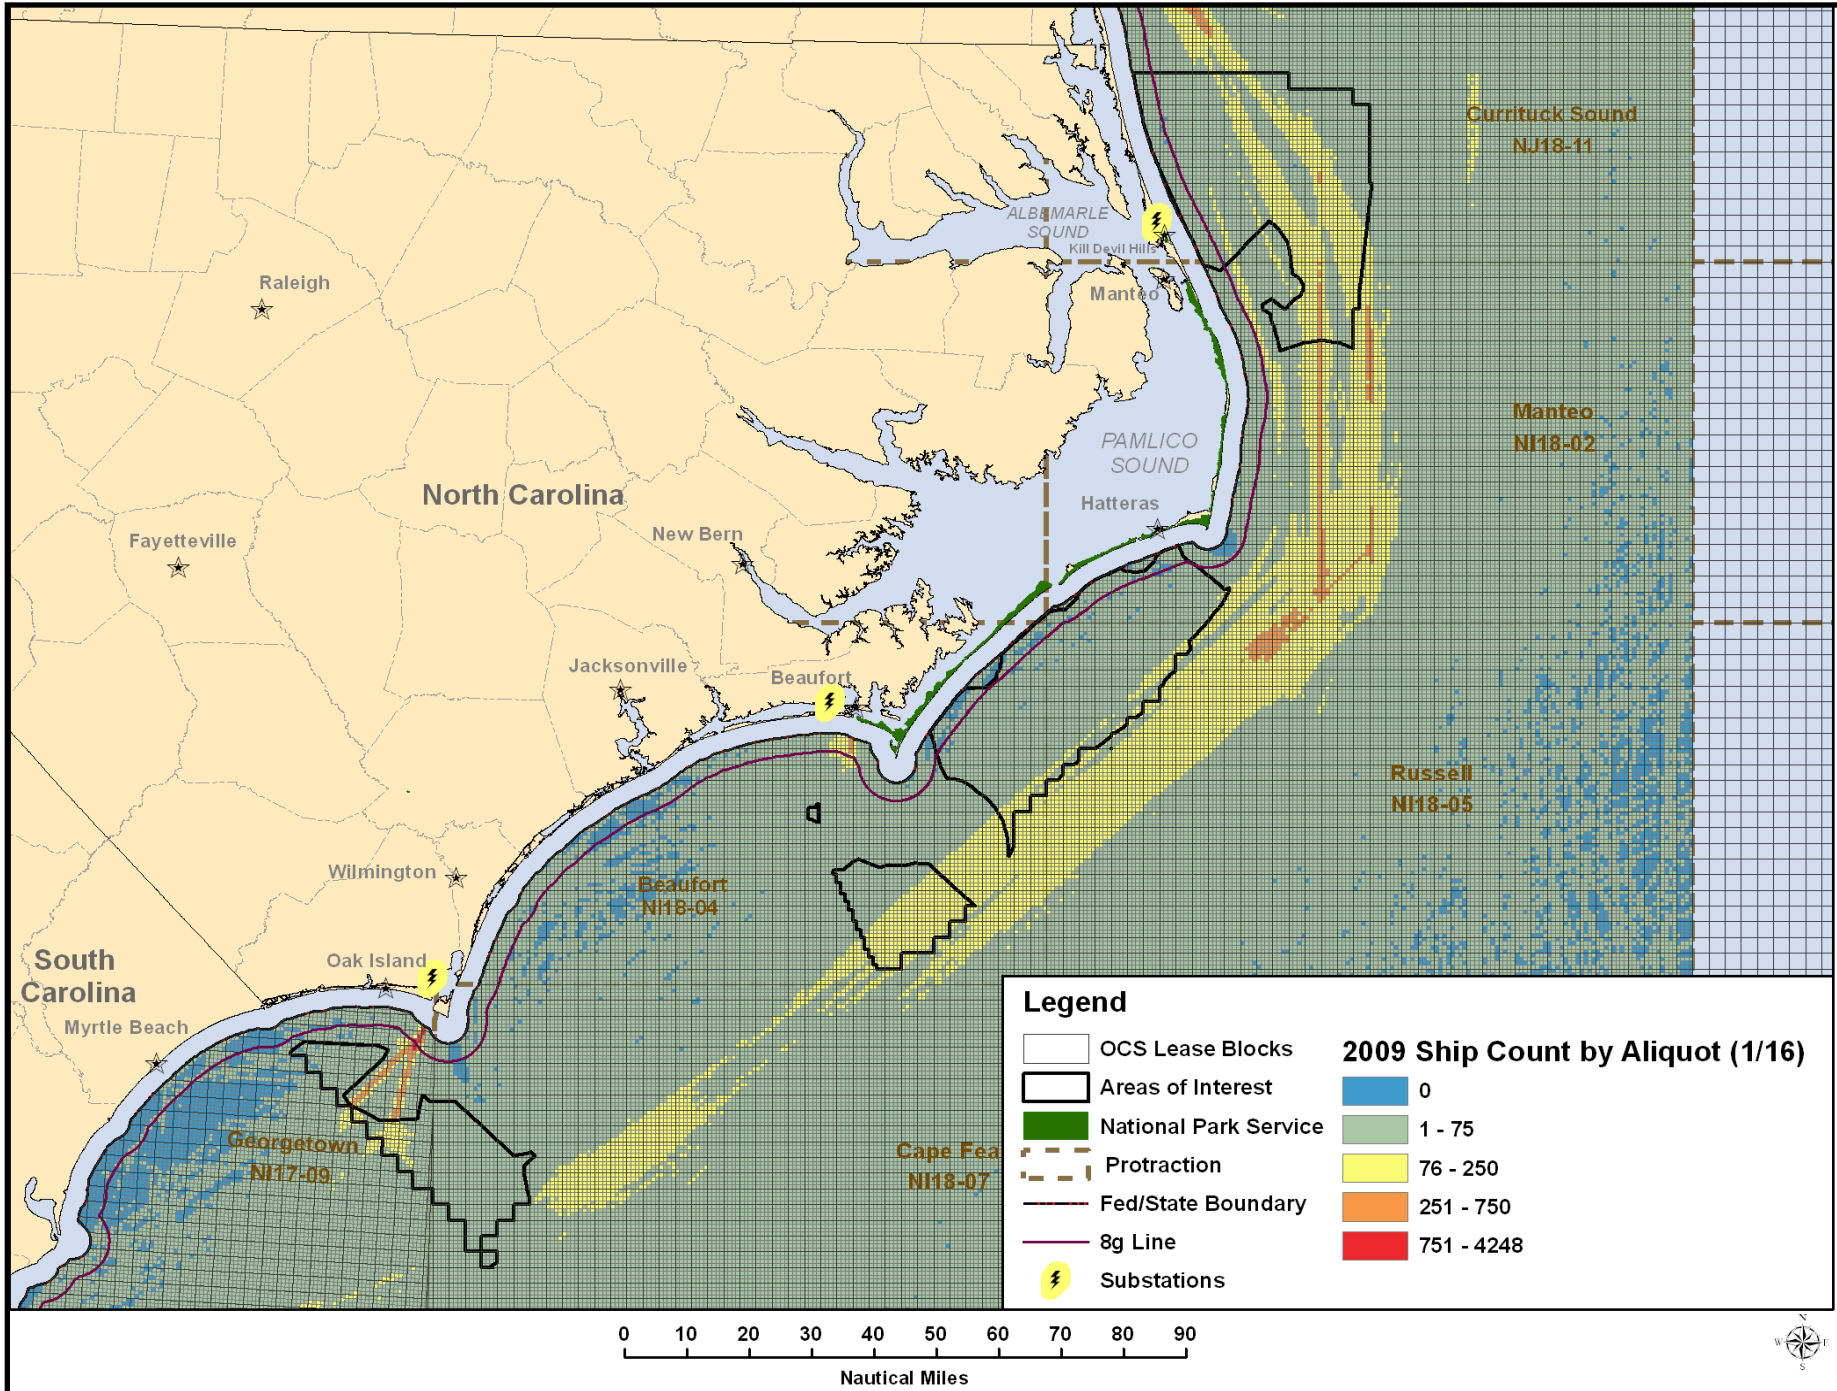 Currituck Sound
NJ18-11
ALBEMARLE
SOUND
Kill Devil Hills
Manteo
Raleigh
Manteo
NI18-02
PAMLICO
SOUND
North Carolina
Hatteras
New Bern
Fayetteville
Jacksonville
Beaufort
Russell
NI18-05
Wilmington
Beaufort
NI18-04
South
Carolina
Oak Island
Myrtle Beach
Georgetown
NI17-09
Cape Fea
NI18-07
Legend
OCS Lease Blocks
Areas of Interest
National Park Service
Protraction
Fed/State Boundary
8g Line
Substations
2009 Ship Count by Aliquot (1/16)
0
1 - 75
76 - 250
251 - 750
751 - 4248
0 10 20 30 40 50 60 70 80 90
Nautical Miles
N
W E
S